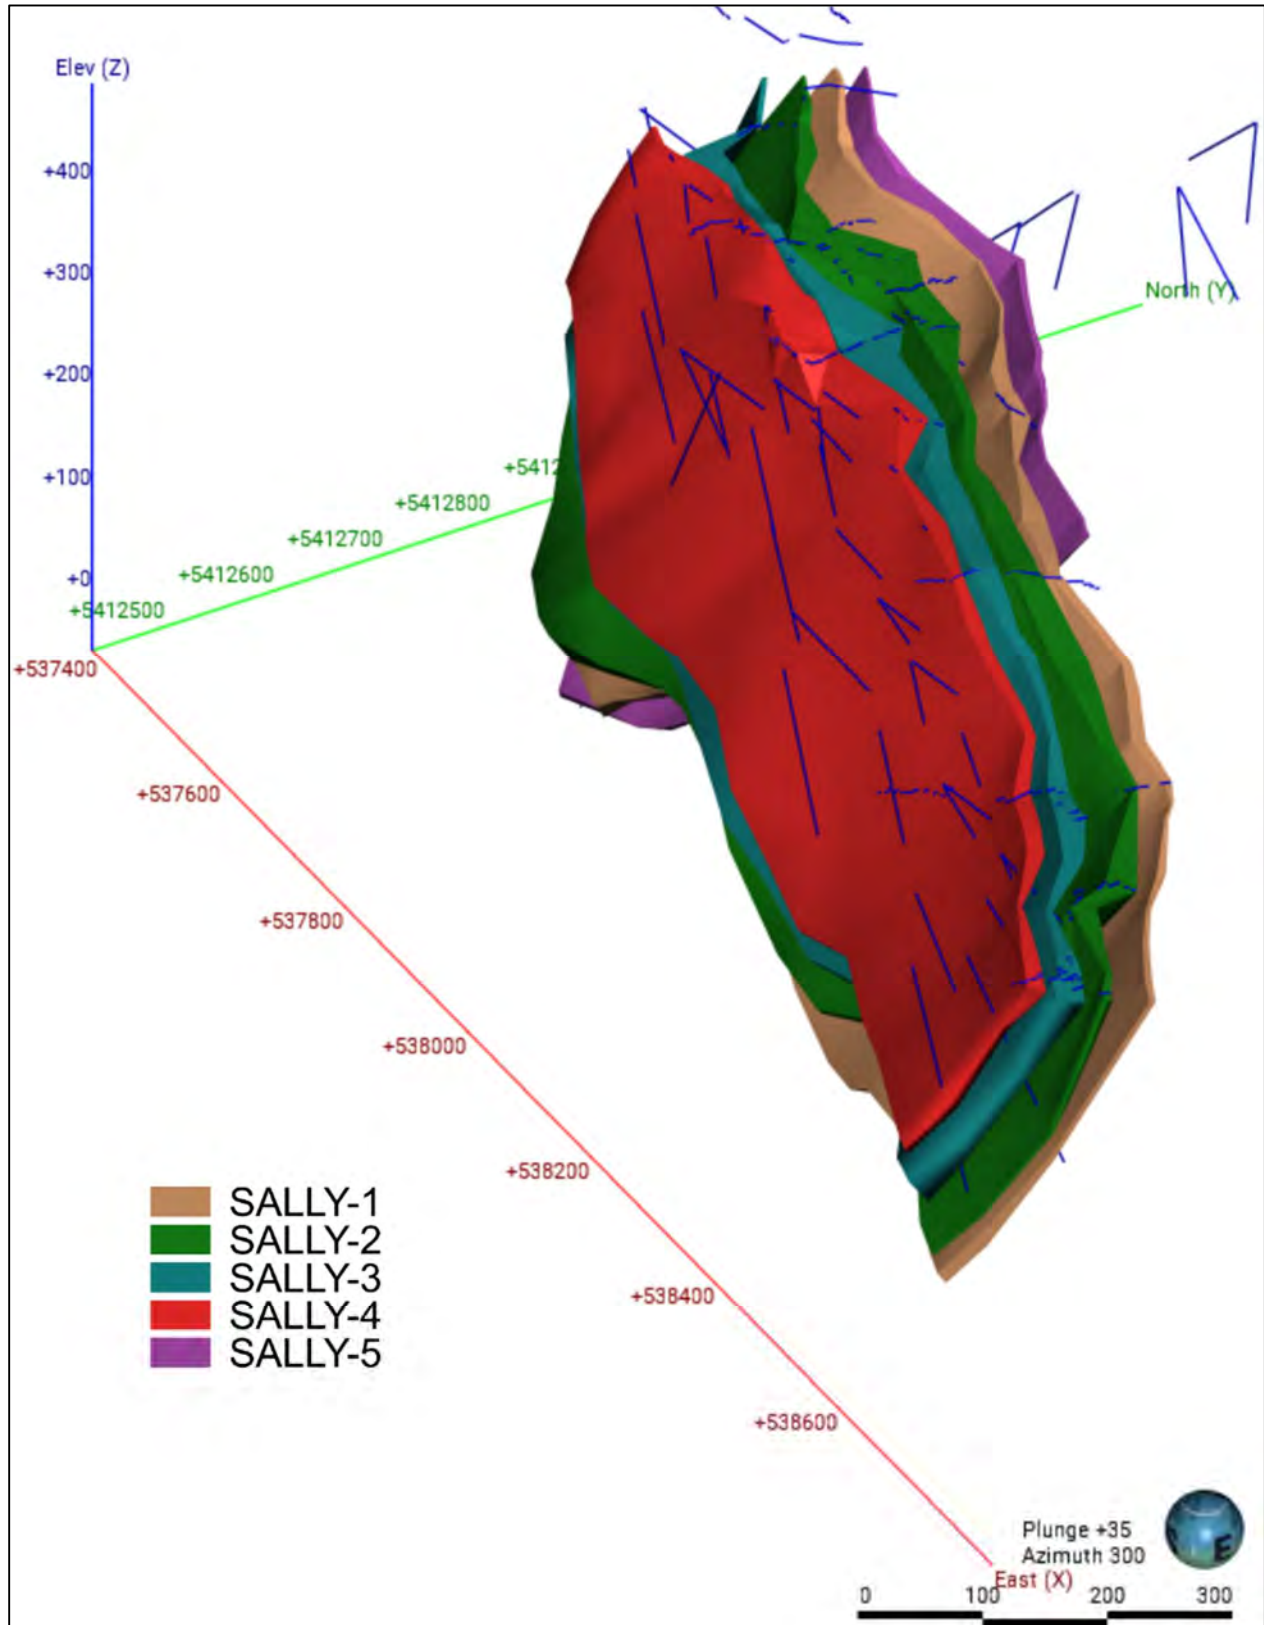 Elev (Z)
+400
+300
North (Y)
+200
+100
+5412
+5412800
+5412700
+0
+5412600
+5412500
+537400
+537600
+537800
+538000
+538200
SALLY-1
SALLY-2
SALLY-3
SALLY-4
SALLY-5
+538400
+538600
Plunge +35
Azimuth 300
E
East (X)
0 100 200 300